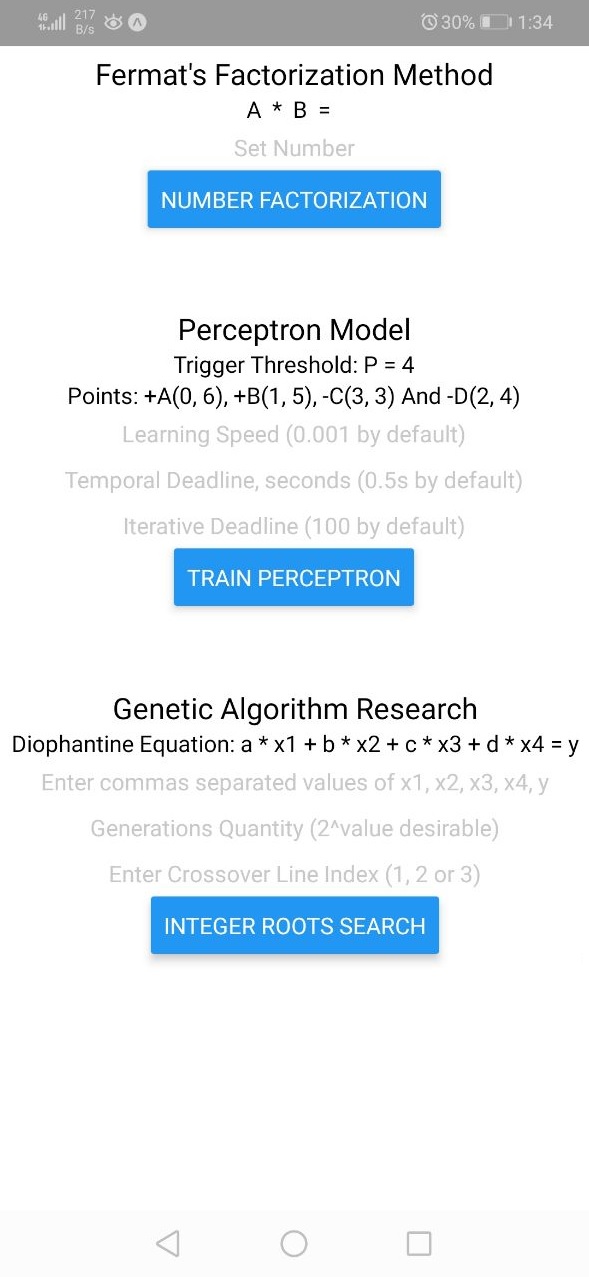 4G 217 B/s 30% 1:34
Fermat's Factorization Method
A * B =
Set Number
NUMBER FACTORIZATION
Perceptron Model
Trigger Threshold: P = 4
Points: +A(0, 6), +B(1, 5), -C(3, 3) And -D(2, 4)
Learning Speed (0.001 by default)
Temporal Deadline, seconds (0.5s by default)
Iterative Deadline (100 by default)
TRAIN PERCEPTRON
Genetic Algorithm Research
Diophantine Equation: a * x1 + b * x2 + c * x3 + d * x4 = y
Enter commas separated values of x1, x2, x3, x4, y
Generations Quantity (2^value desirable)
Enter Crossover Line Index (1, 2 or 3)
INTEGER ROOTS SEARCH